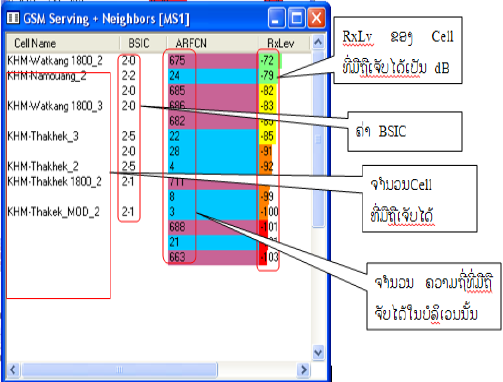 GSM Serving + Neighbors [MS1]
Cell Name BSIC ARFCN RxLev
KHM-Watkang 1800_2 2-0 675 -72
KHM-Namouang_2 2-2 24 -79
2-0 685 -82
KHM-Watkang 1800_3 2-0 686 -83
682 -83
KHM-Thakhek_3 2-5 22 -85
2-0 28 -91
KHM-Thakhek_2 2-5 4 -92
KHM-Thakhek 1800_2 2-1 711
8 -99
KHM-Thakek_MOD_2 2-1 3 -100
688 -101
21
663 -103
RxLv ຂອງ Cell
ທີ່ມືຖືເຈັບໄດ້ເປັນ dB
ຄ່າ BSIC
ຈຳນວນCell
ທີ່ມືຖືເຈັບໄດ້
ຈຳນວນ ຄວາມຖີ່ທີ່ມືຖື
ຈັບໄດ້ໃນບໍລິເວນນັ້ນ